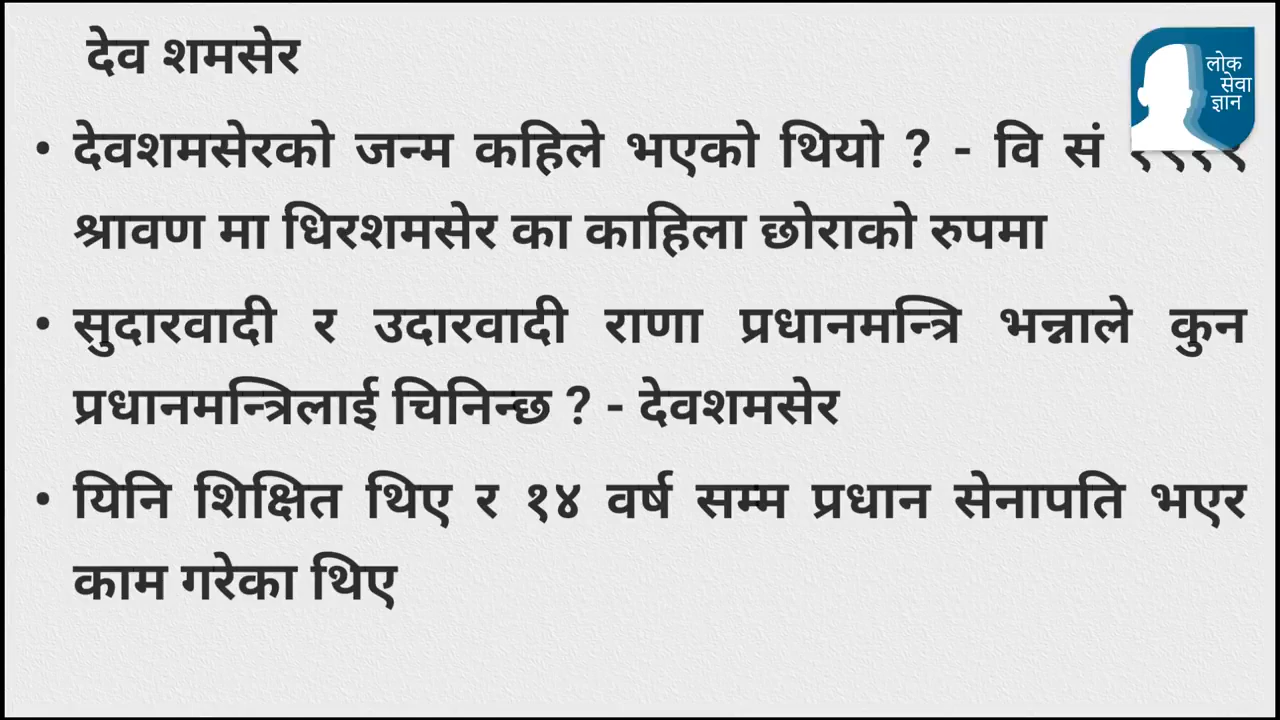 देव शमसेर
लोक
सेवा
ज्ञान
• देवशमसेरको जन्म कहिले भएको थियो ? - वि सं
श्रावण मा धिरशमसेर का काहिला छोराको रुपमा
• सुदारवादी र उदारवादी राणा प्रधानमन्त्रि भन्नाले कुन
प्रधानमन्त्रिलाई चिनिन्छ ? - देवशमसेर
• यिनि शिक्षित थिए र १४ वर्ष सम्म प्रधान सेनापति भएर
काम गरेका थिए